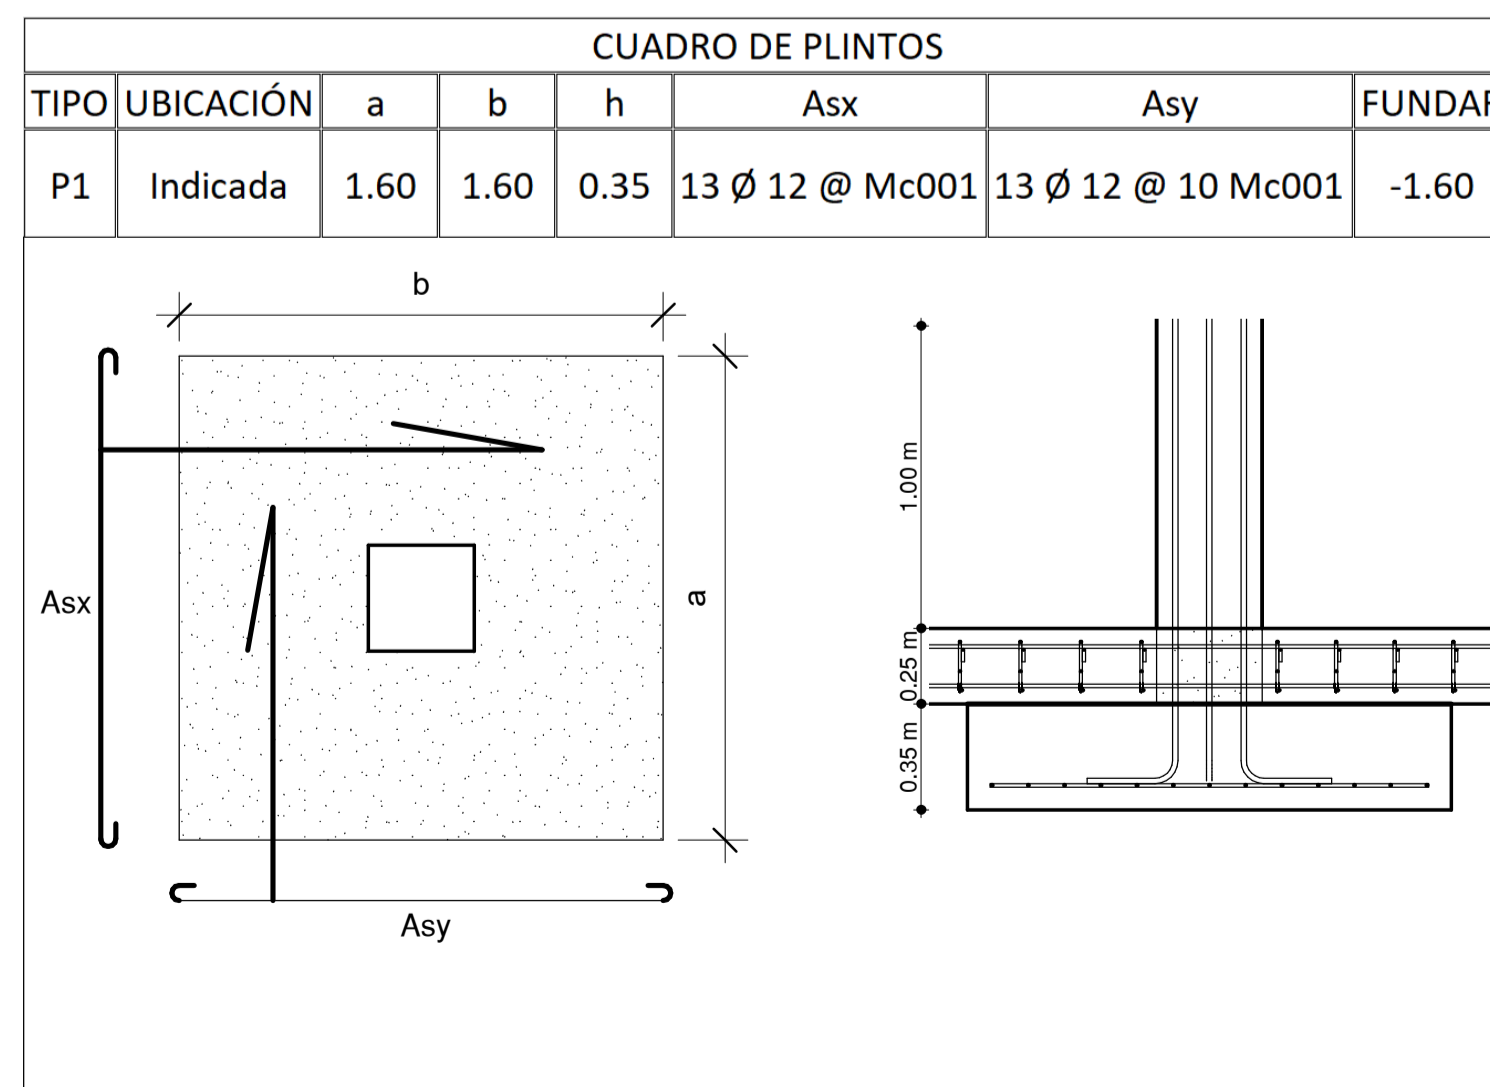 CUADRO DE PLINTOS
TIPO UBICACIÓN a b h Asx Asy FUNDAR
P1 Indicada 1.60 1.60 0.35 13 Ø 12 @ Mc001 13 Ø 12 @ 10 Mc001 -1.60
b
Asx
a
Asy
1.00 m
0.25 m
0.35 m